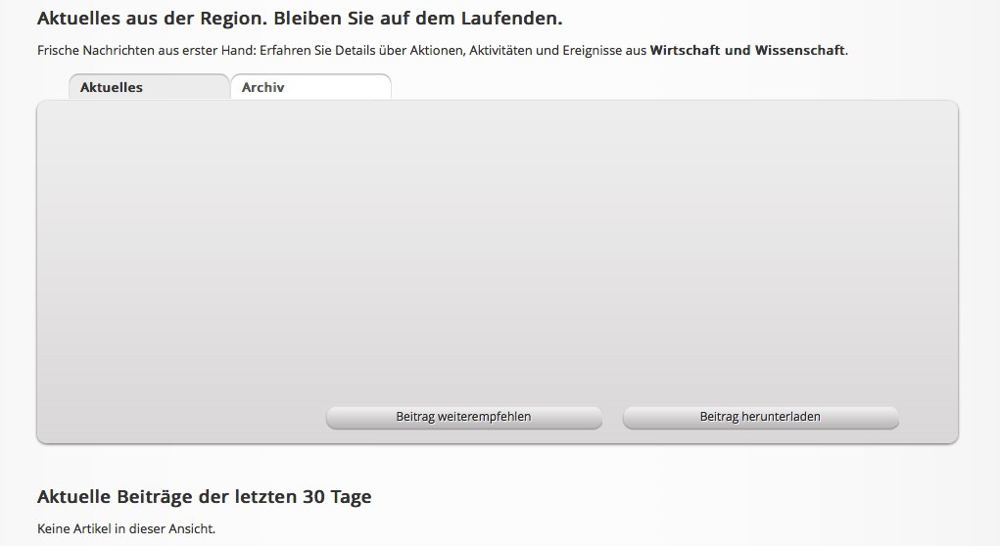 Aktuelles aus der Region. Bleiben Sie auf dem Laufenden.
Frische Nachrichten aus erster Hand: Erfahren Sie Details über Aktionen, Aktivitäten und Ereignisse aus Wirtschaft und Wissenschaft.
Aktuelles
Archiv
Beitrag weiterempfehlen
Beitrag herunterladen
Aktuelle Beiträge der letzten 30 Tage
Keine Artikel in dieser Ansicht.